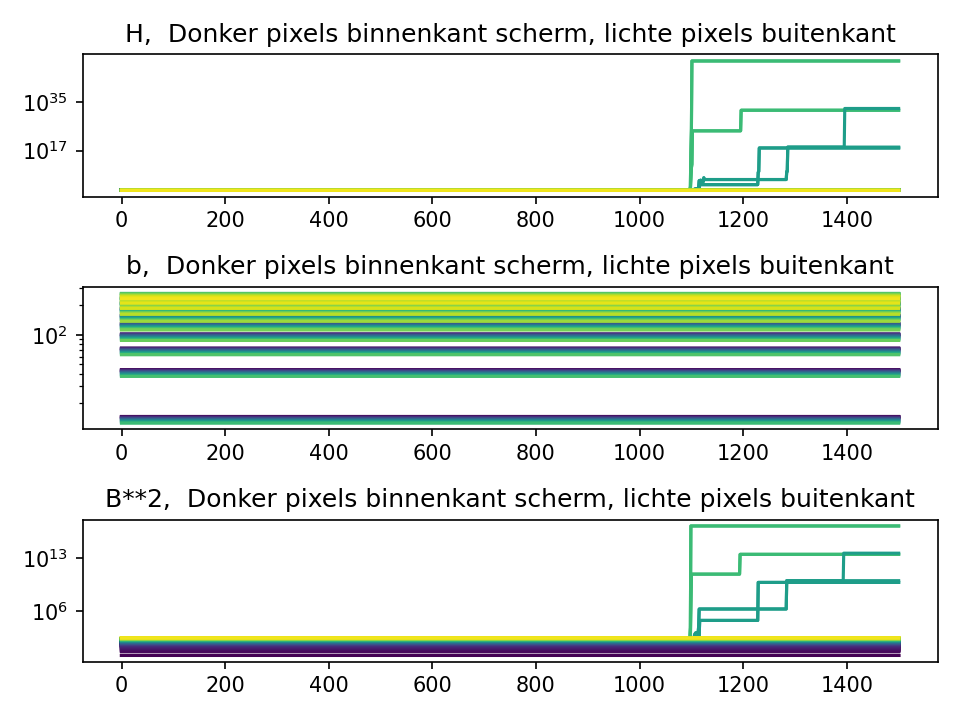 H,  Donker pixels binnenkant scherm, lichte pixels buitenkant
10^35
10^17
0 200 400 600 800 1000 1200 1400
b,  Donker pixels binnenkant scherm, lichte pixels buitenkant
10^2
0 200 400 600 800 1000 1200 1400
B**2,  Donker pixels binnenkant scherm, lichte pixels buitenkant
10^13
10^6
0 200 400 600 800 1000 1200 1400